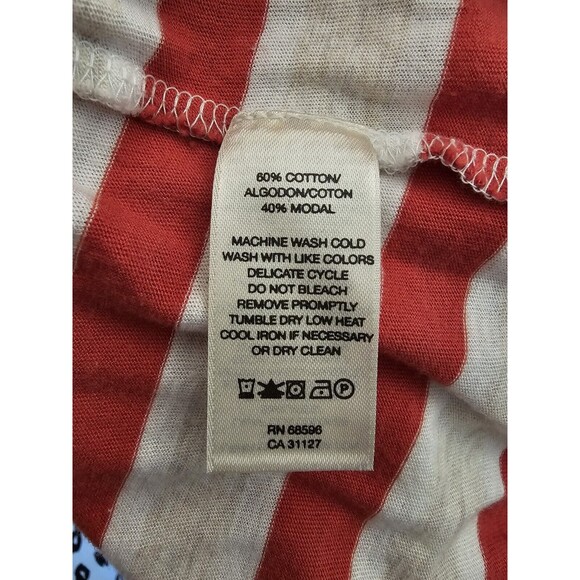 60% COTTON/
ALGODON/COTON
40% MODAL
MACHINE WASH COLD
WASH WITH LIKE COLORS
DELICATE CYCLE
DO NOT BLEACH
REMOVE PROMPTLY
TUMBLE DRY LOW HEAT
COOL IRON IF NECESSARY
OR DRY CLEAN
P
RN 68596
CA 31127